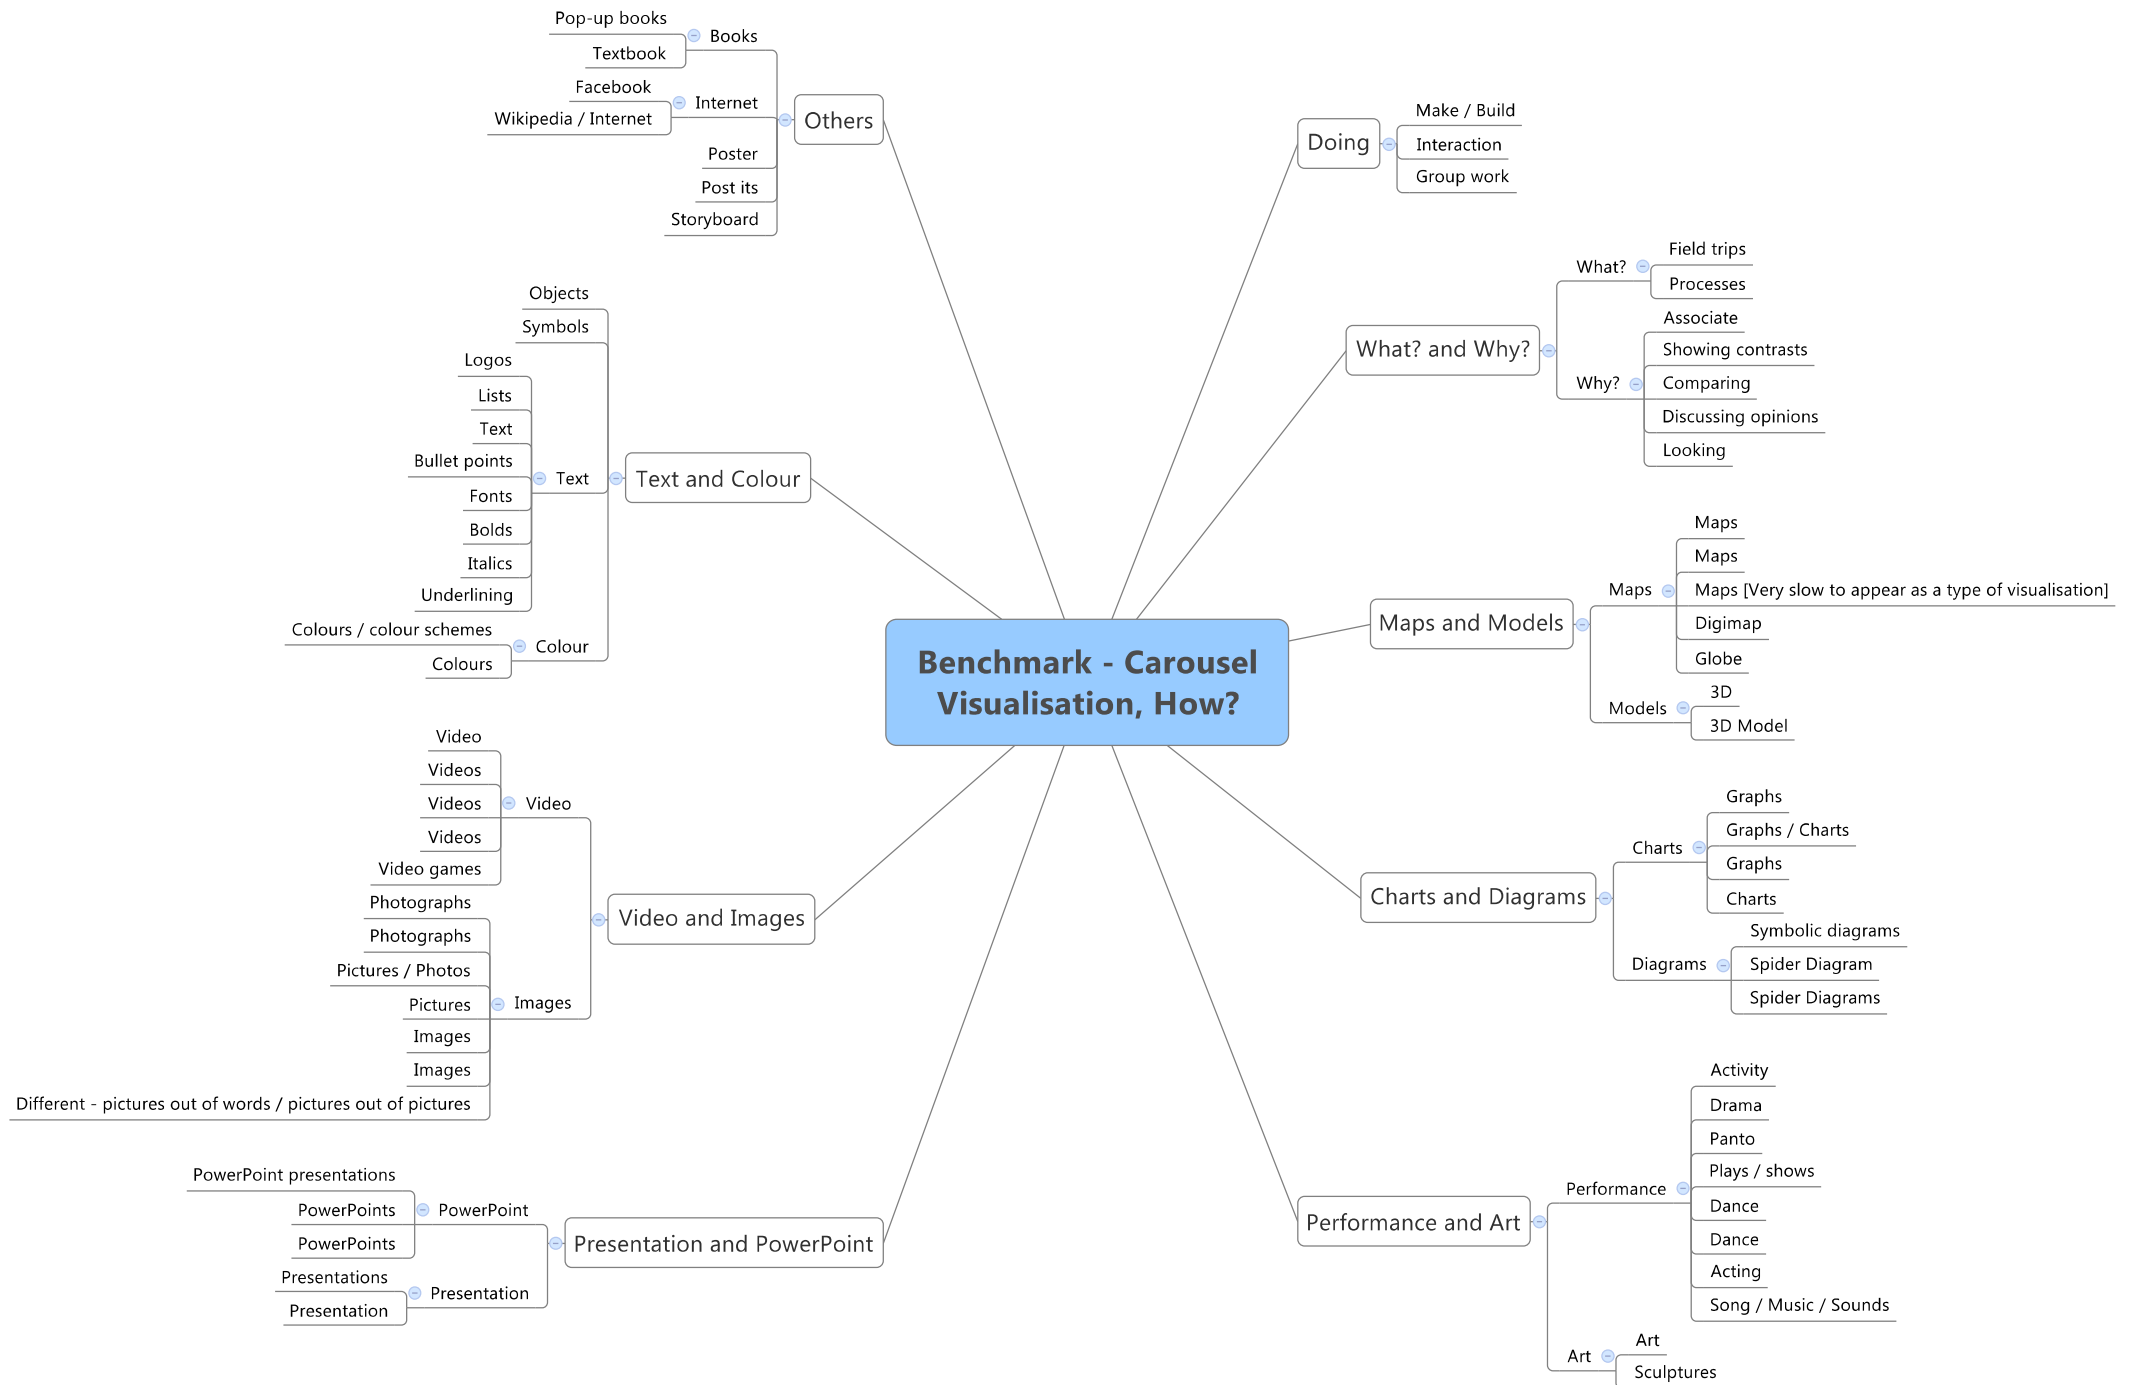 Benchmark - Carousel
Visualisation, How?
Doing
Make / Build
Interaction
Group work
What? and Why?
What?
Field trips
Processes
Why?
Associate
Showing contrasts
Comparing
Discussing opinions
Looking
Maps and Models
Maps
Maps
Maps
Maps [Very slow to appear as a type of visualisation]
Digimap
Globe
Models
3D
3D Model
Charts and Diagrams
Charts
Graphs
Graphs / Charts
Graphs
Charts
Diagrams
Symbolic diagrams
Spider Diagram
Spider Diagrams
Performance and Art
Performance
Activity
Drama
Panto
Plays / shows
Dance
Dance
Acting
Song / Music / Sounds
Art
Art
Sculptures
Others
Books
Pop-up books
Textbook
Internet
Facebook
Wikipedia / Internet
Poster
Post its
Storyboard
Text and Colour
Objects
Symbols
Text
Logos
Lists
Text
Bullet points
Fonts
Bolds
Italics
Underlining
Colour
Colours / colour schemes
Colours
Video and Images
Video
Video
Videos
Videos
Videos
Video games
Images
Photographs
Photographs
Pictures / Photos
Pictures
Images
Images
Different - pictures out of words / pictures out of pictures
Presentation and PowerPoint
PowerPoint
PowerPoint presentations
PowerPoints
PowerPoints
Presentation
Presentations
Presentation